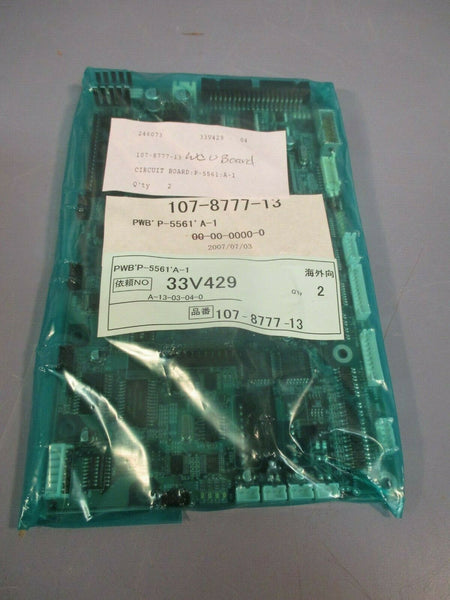 246073 33V429 04
107-8777-13 WCU Board
CIRCUIT BOARD;P-5561;A-1
Q'ty 2
107-8777-13
PWB'P-5561'A-1
00-00-0000-0
2007/07/03
PWB'P-5561'A-1 海外向
依頼NO 33V429 Q'ty 2
A-13-03-04-0
品番 107-8777-13